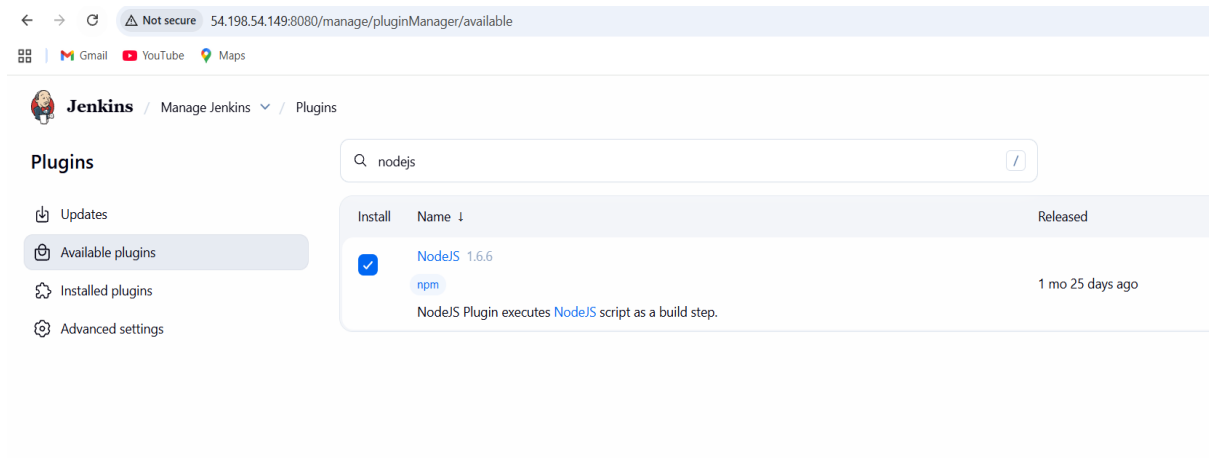 Not secure 54.198.54.149:8080/manage/pluginManager/available
Gmail YouTube Maps
Jenkins / Manage Jenkins / Plugins
Plugins
nodejs /
Updates
Available plugins
Installed plugins
Advanced settings
Install Name ↓ Released
NodeJS 1.6.6
npm
1 mo 25 days ago
NodeJS Plugin executes NodeJS script as a build step.